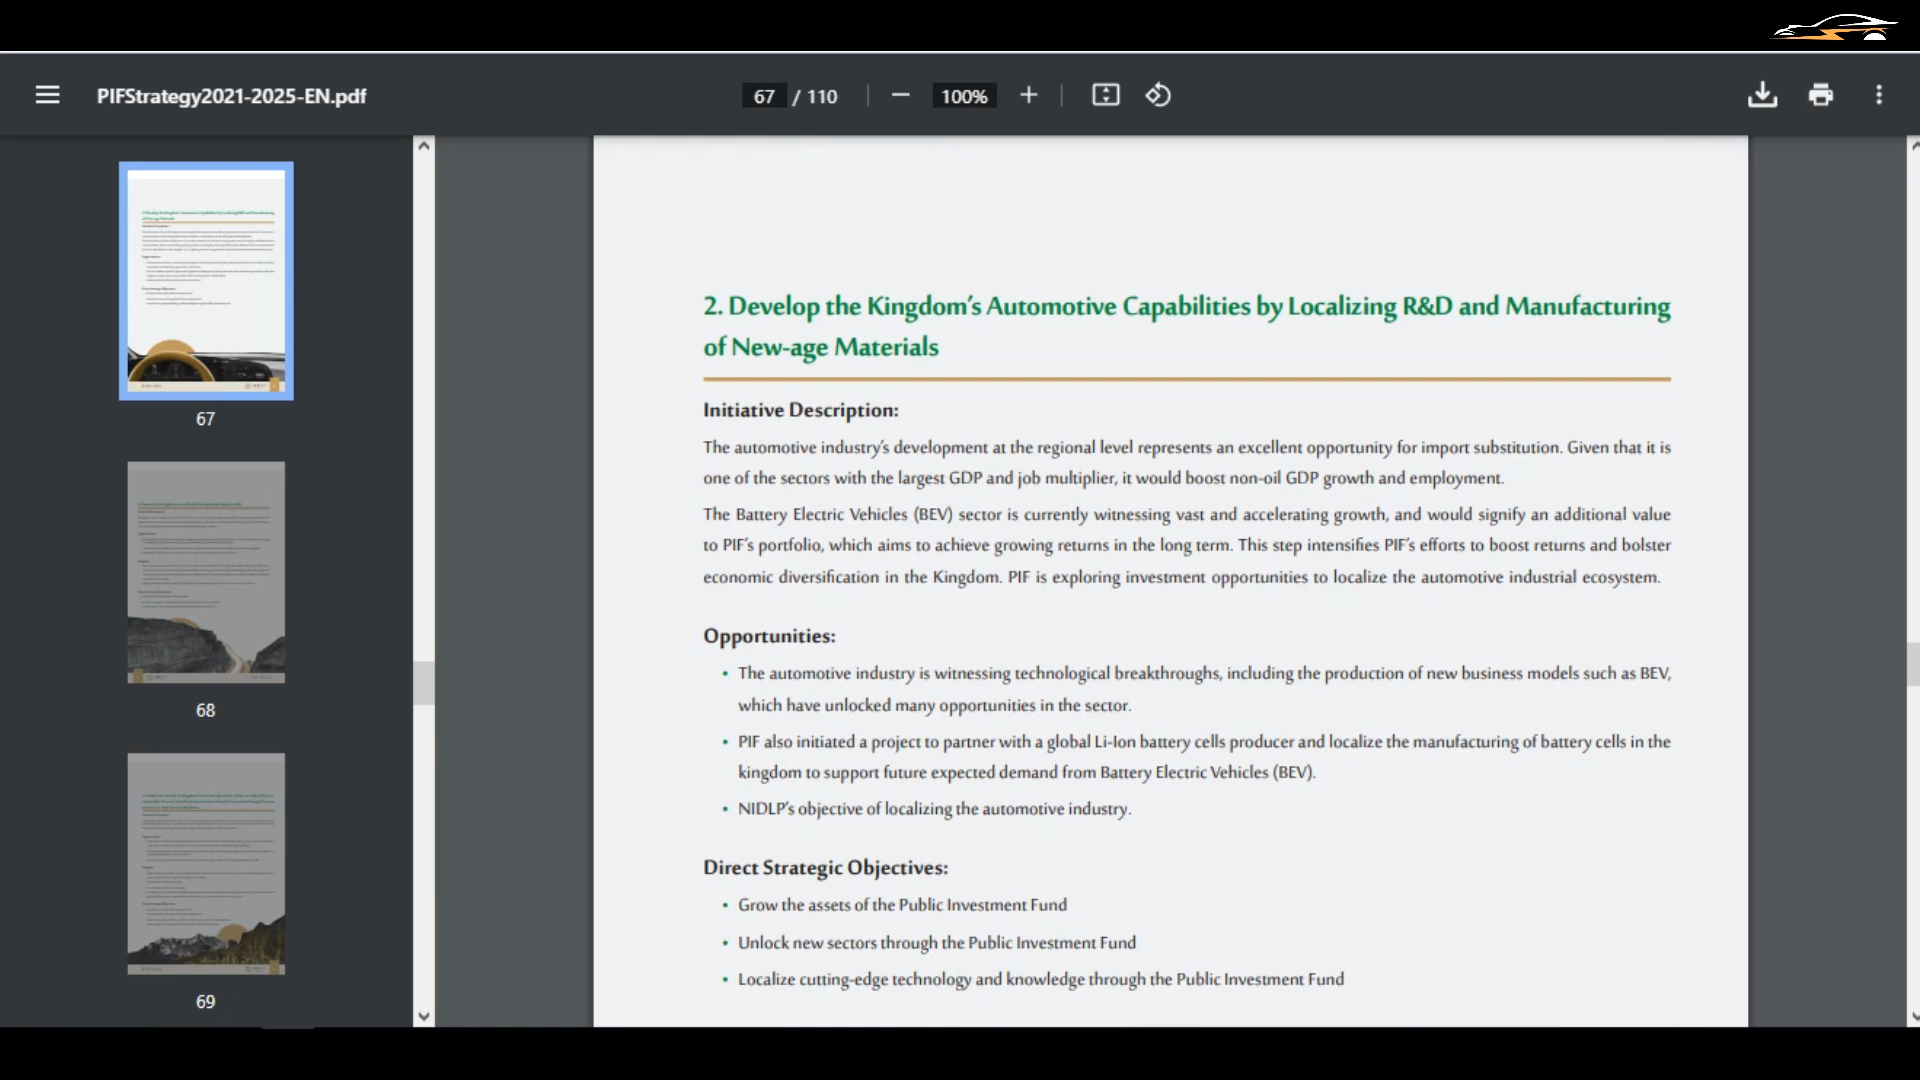 PIFStrategy2021-2025-EN.pdf
67 / 110
100%
67
68
69
2. Develop the Kingdom's Automotive Capabilities by Localizing R&D and Manufacturing
of New-age Materials
Initiative Description:
The automotive industry's development at the regional level represents an excellent opportunity for import substitution. Given that it is
one of the sectors with the largest GDP and job multiplier, it would boost non-oil GDP growth and employment.
The Battery Electric Vehicles (BEV) sector is currently witnessing vast and accelerating growth, and would signify an additional value
to PIF's portfolio, which aims to achieve growing returns in the long term. This step intensifies PIF's efforts to boost returns and bolster
economic diversification in the Kingdom. PIF is exploring investment opportunities to localize the automotive industrial ecosystem.
Opportunities:
• The automotive industry is witnessing technological breakthroughs, including the production of new business models such as BEV,
which have unlocked many opportunities in the sector.
• PIF also initiated a project to partner with a global Li-Ion battery cells producer and localize the manufacturing of battery cells in the
kingdom to support future expected demand from Battery Electric Vehicles (BEV).
• NIDLP's objective of localizing the automotive industry.
Direct Strategic Objectives:
• Grow the assets of the Public Investment Fund
• Unlock new sectors through the Public Investment Fund
• Localize cutting-edge technology and knowledge through the Public Investment Fund